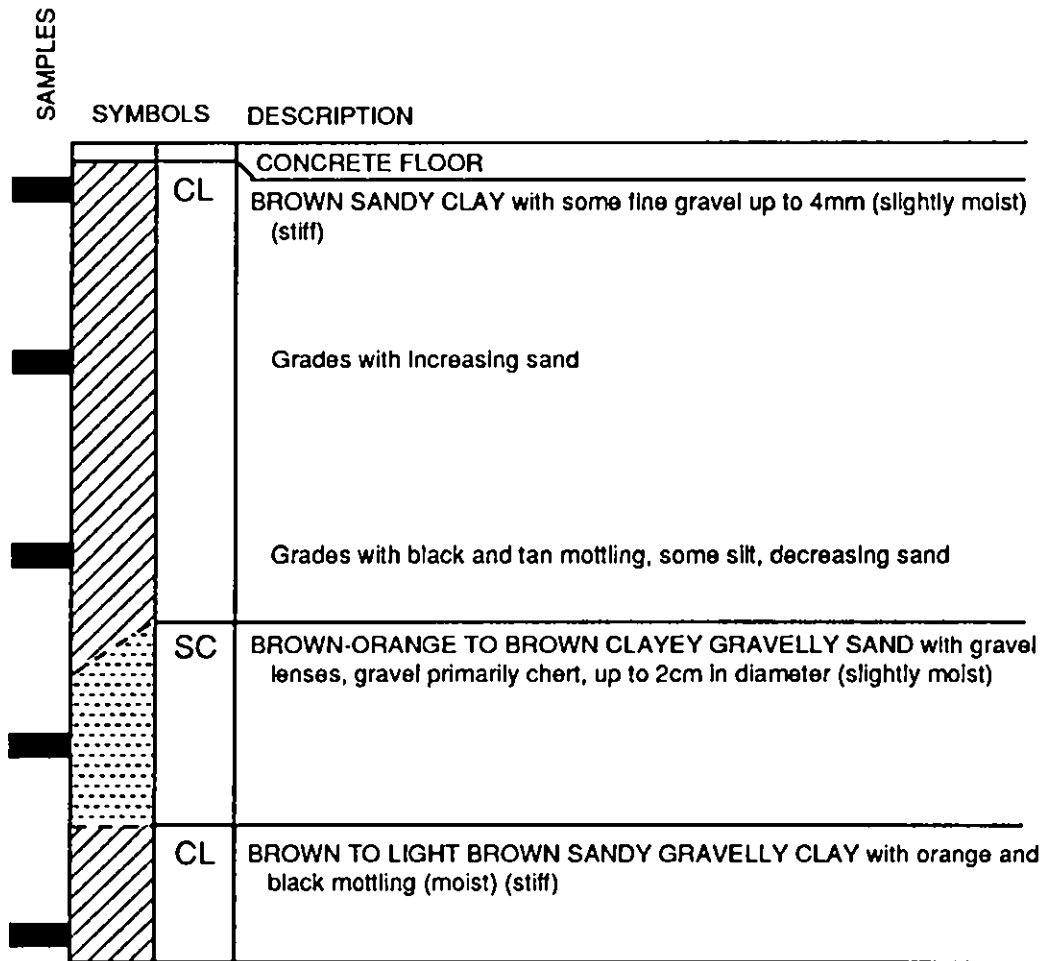 SAMPLES
SYMBOLS DESCRIPTION
CONCRETE FLOOR
CL BROWN SANDY CLAY with some fine gravel up to 4mm (slightly moist)
(stiff)
Grades with increasing sand
Grades with black and tan mottling, some silt, decreasing sand
SC BROWN-ORANGE TO BROWN CLAYEY GRAVELLY SAND with gravel
lenses, gravel primarily chert, up to 2cm in diameter (slightly moist)
CL BROWN TO LIGHT BROWN SANDY GRAVELLY CLAY with orange and
black mottling (moist) (stiff)